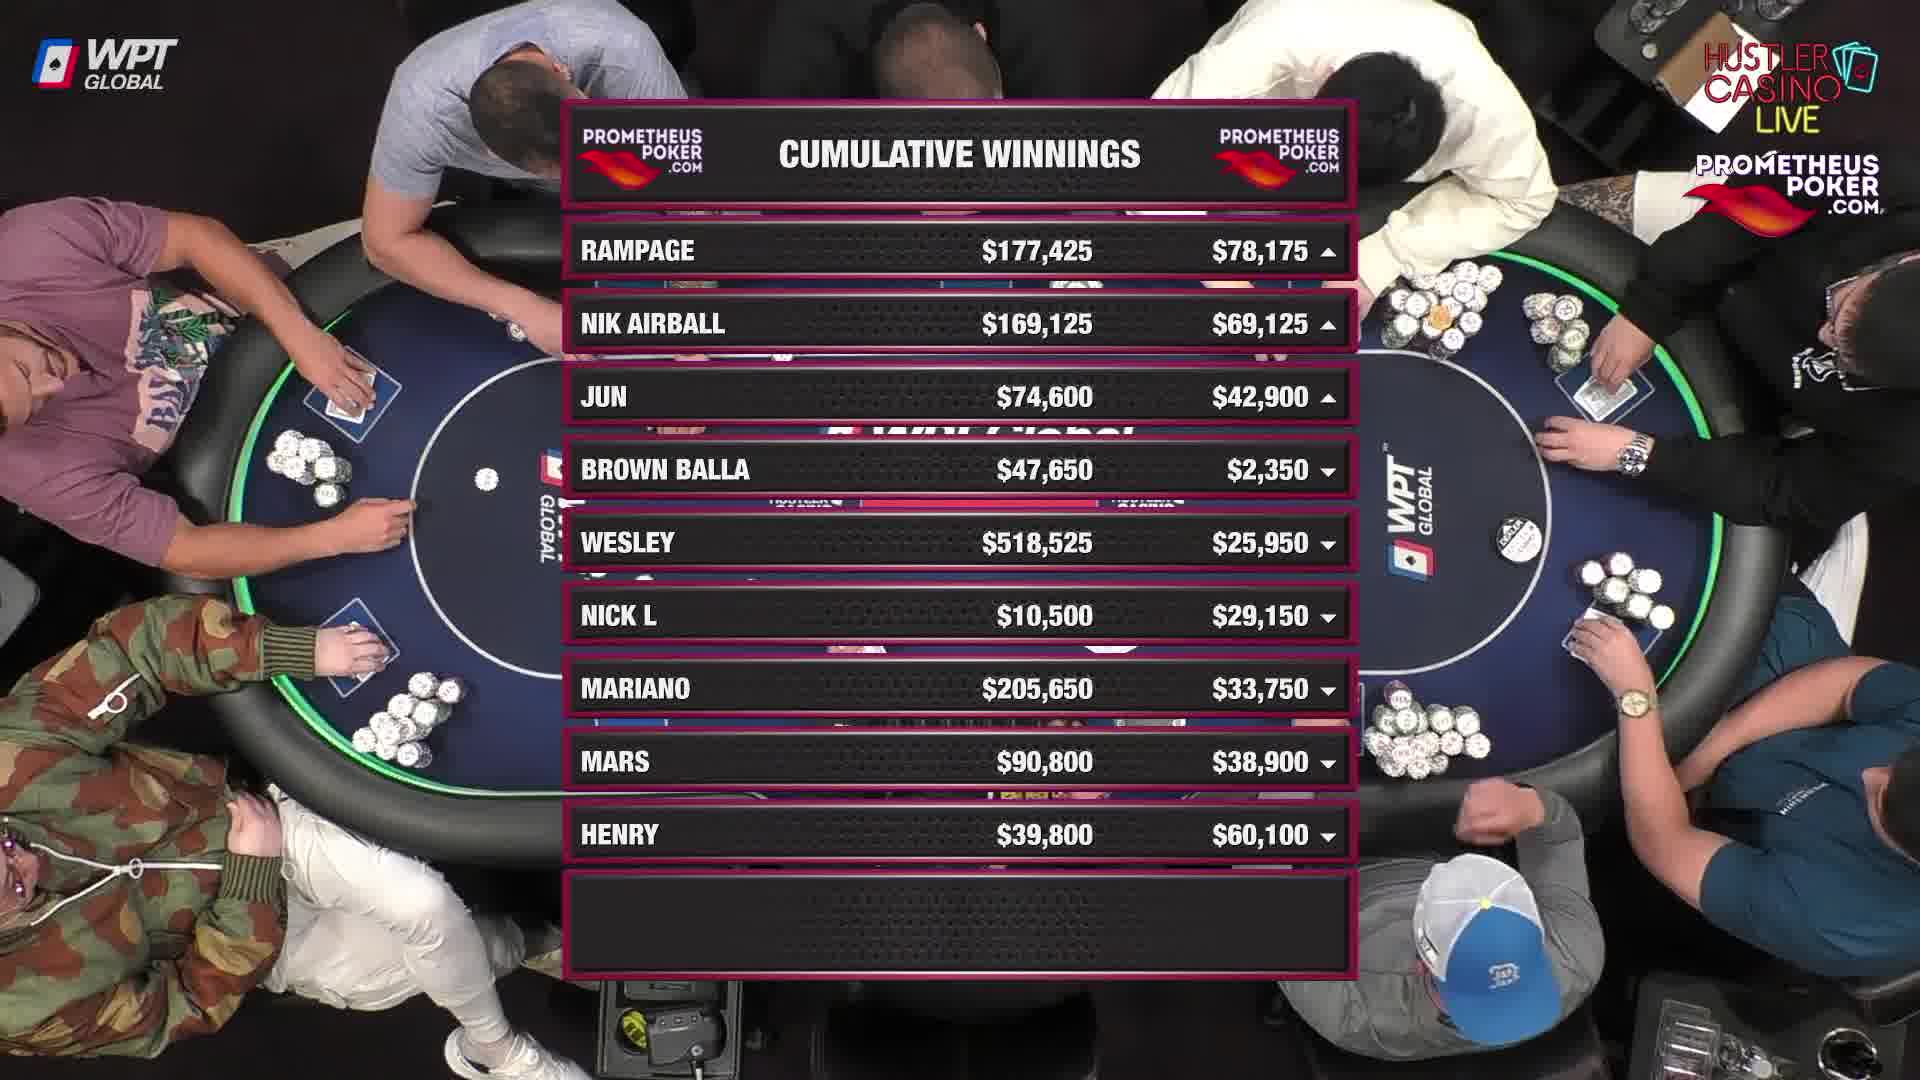 WPT
GLOBAL
HUSTLER
CASINO
LIVE
PROMETHEUS
POKER
.COM
PROMETHEUS
POKER
.COM
CUMULATIVE WINNINGS
PROMETHEUS
POKER
.COM
RAMPAGE $177,425 $78,175
NIK AIRBALL $169,125 $69,125
JUN $74,600 $42,900
BROWN BALLA $47,650 $2,350
WESLEY $518,525 $25,950
NICK L $10,500 $29,150
MARIANO $205,650 $33,750
MARS $90,800 $38,900
HENRY $39,800 $60,100
GLOBAL
WPT
GLOBAL